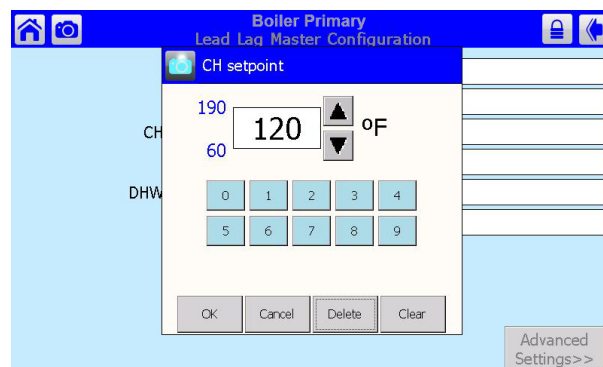 Boiler Primary
Lead Lag Master Configuration
CH setpoint
190
120 ºF
60
CH
DHW
0 1 2 3 4
5 6 7 8 9
OK Cancel Delete Clear
Advanced
Settings>>